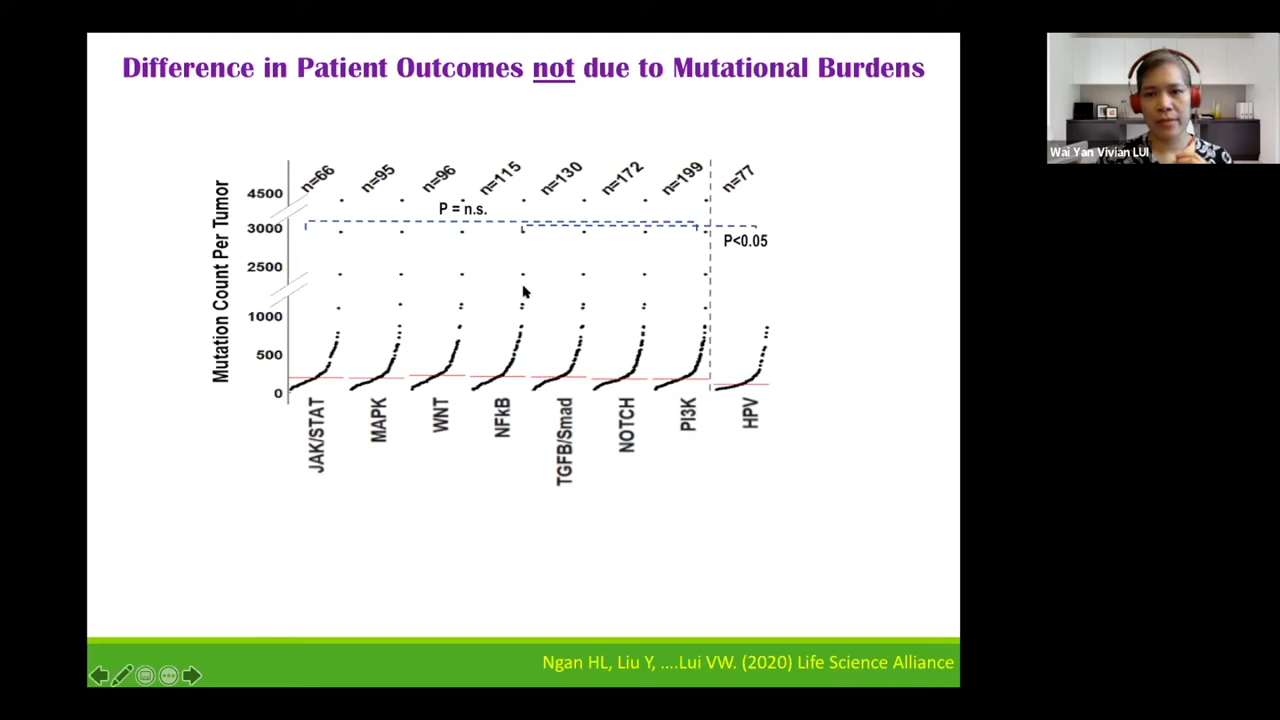 Difference in Patient Outcomes not due to Mutational Burdens
Wai Yan Vivian LUI
n=66 n=95 n=96 n=115 n=130 n=172 n=199 n=77
P = n.s.
P<0.05
Mutation Count Per Tumor
4500
3000
2500
1000
500
0
JAK/STAT
MAPK
WNT
NFkB
TGFB/Smad
NOTCH
PI3K
HPV
Ngan HL, Liu Y, ....Lui VW. (2020) Life Science Alliance